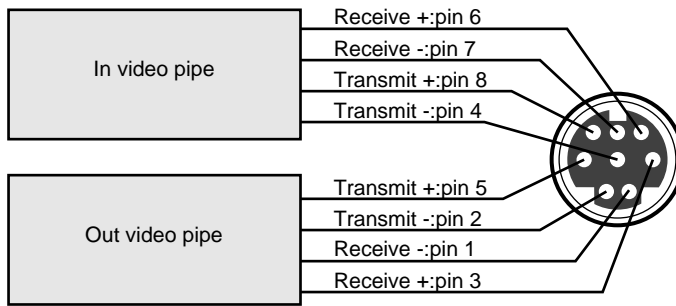 Receive +:pin 6
Receive -:pin 7
In video pipe
Transmit +:pin 8
Transmit -:pin 4
Transmit +:pin 5
Transmit -:pin 2
Out video pipe
Receive -:pin 1
Receive +:pin 3